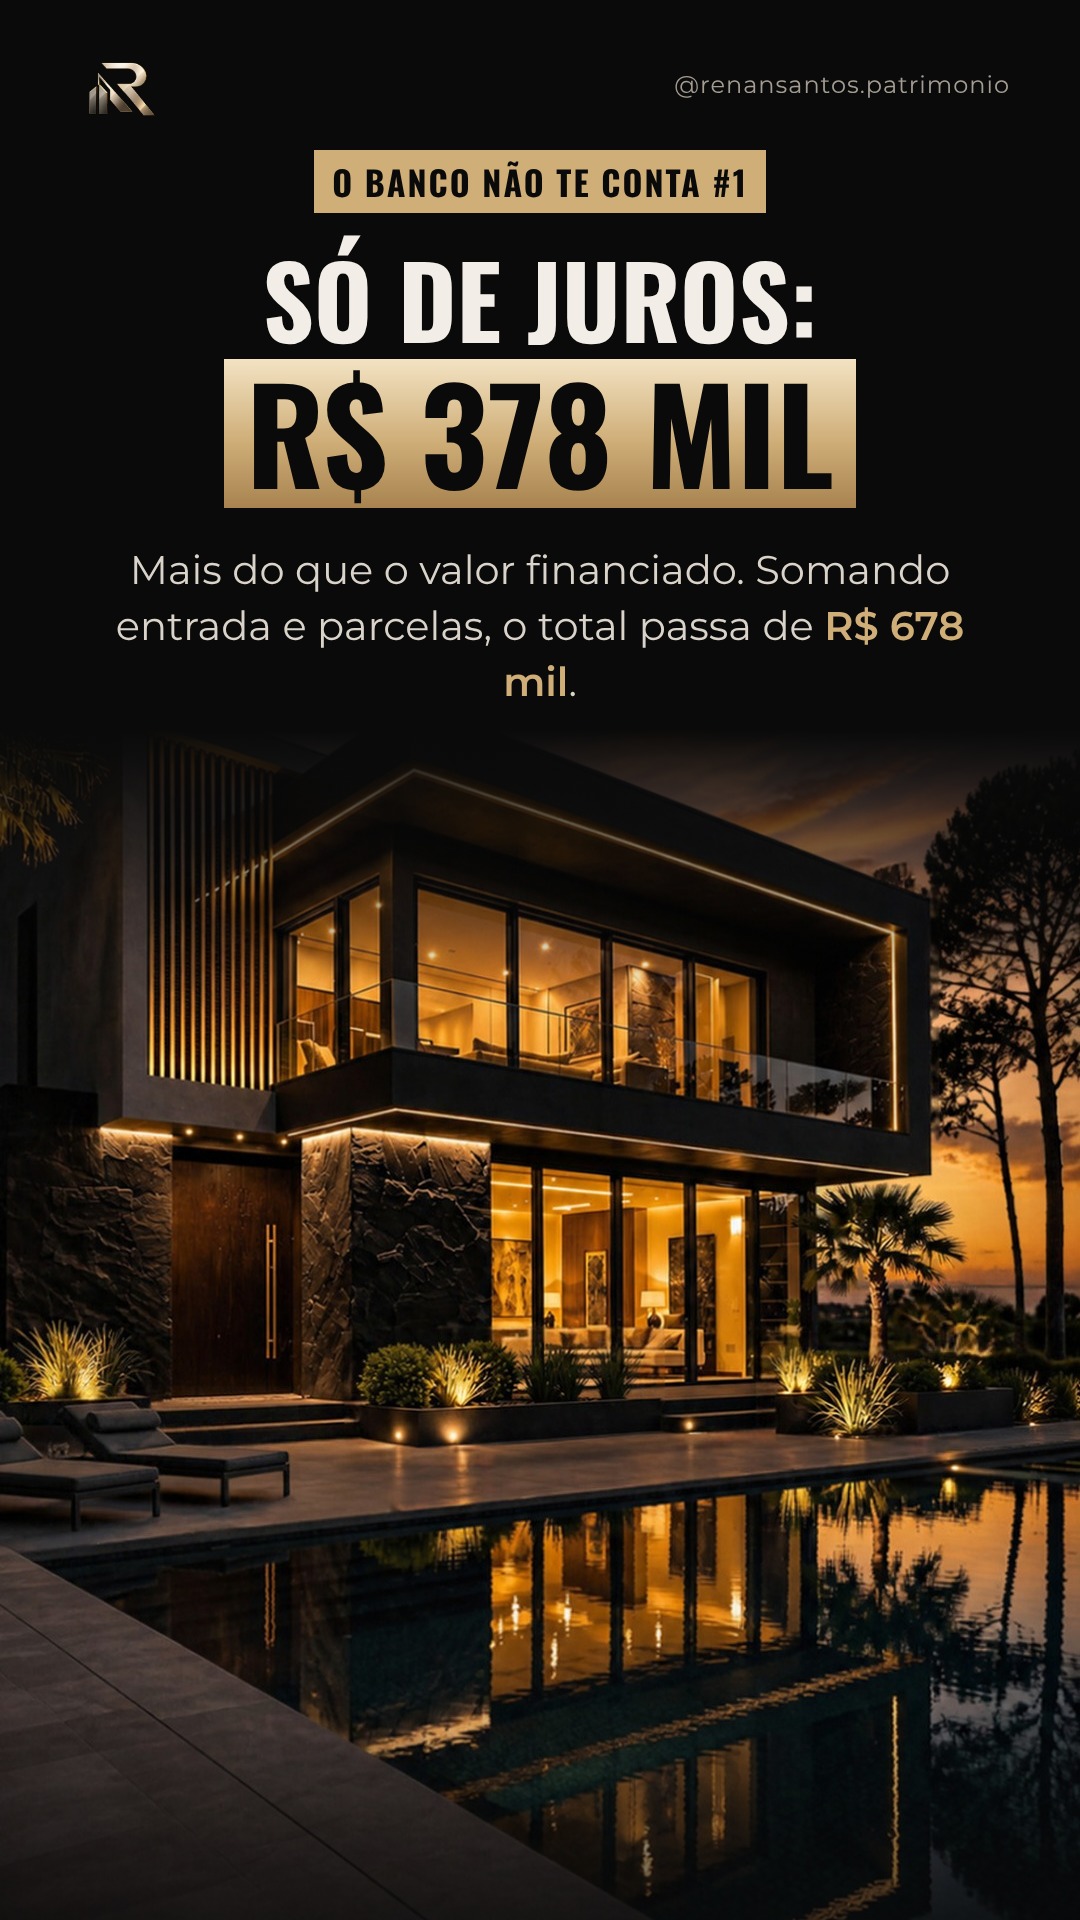 R
@renansantos.patrimonio
O BANCO NÃO TE CONTA #1
SÓ DE JUROS:
R$ 378 MIL
Mais do que o valor financiado. Somando
entrada e parcelas, o total passa de R$ 678
mil.